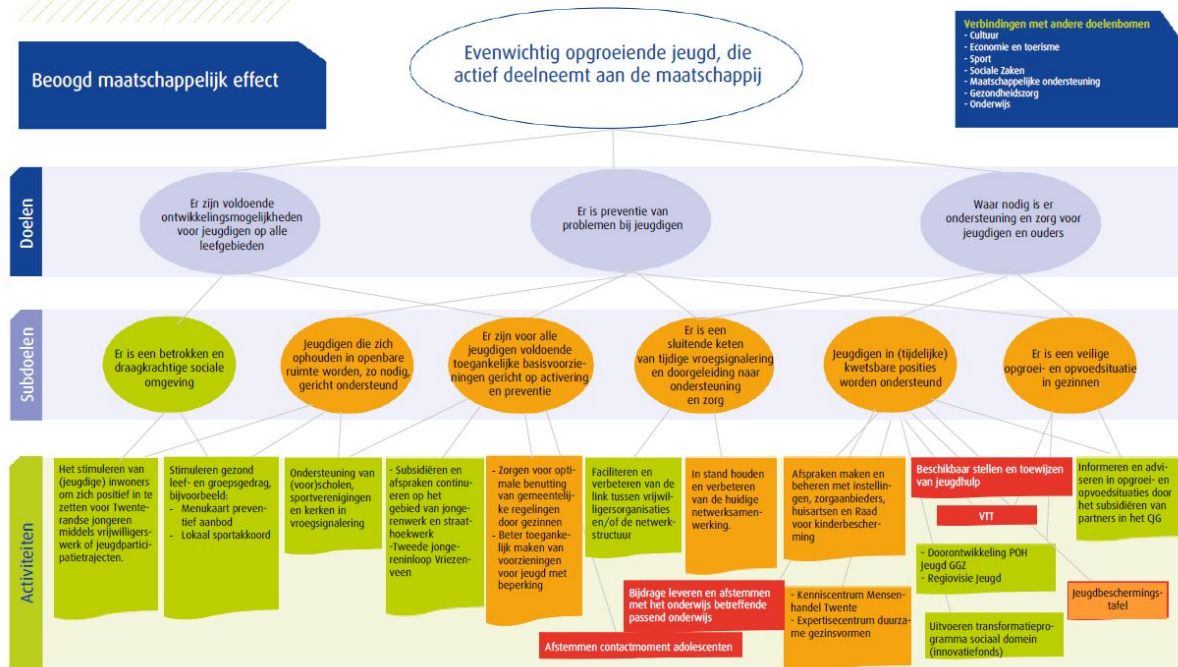 Beoogd maatschappelijk effect
Evenwichtig opgroeiende jeugd, die
actief deelneemt aan de maatschappij
Verbindingen met andere doelenbomen
- Cultuur
- Economie en toerisme
- Sport
- Sociale Zaken
- Maatschappelijke ondersteuning
- Gezondheidszorg
- Onderwijs
Doelen
Er zijn voldoende
ontwikkelingsmogelijkheden
voor jeugdigen op alle
leefgebieden
Er is preventie van
problemen bij jeugdigen
Waar nodig is er
ondersteuning en zorg voor
jeugdigen en ouders
Subdoelen
Er is een betrokken en
draagkrachtige sociale
omgeving
Jeugdigen die zich
ophouden in openbare
ruimte worden, zo nodig,
gericht ondersteund
Er zijn voor alle
jeugdigen voldoende
toegankelijke basisvoorzie-
ningen gericht op activering
en preventie
Er is een
sluitende keten
van tijdige vroegsignalering
en doorgeleiding naar
ondersteuning
en zorg
Jeugdigen in (tijdelijke)
kwetsbare posities
worden ondersteund
Er is een veilige
opgroei- en opvoedsituatie
in gezinnen
Activiteiten
Het stimuleren van
(jeugdige) inwoners
om zich positief in te
zetten voor Twente-
randse jongeren
middels vrijwilligers-
werk of jeugdpartici-
patietrajecten.
Stimuleren gezond
leef- en groepsgedrag,
bijvoorbeeld:
- Menukaart preven-
tief aanbod
- Lokaal sportakkoord
Ondersteuning van
(voor)scholen,
sportverenigingen
en kerken in
vroegsignalering
- Subsidiëren en
afspraken continu-
eren op het
gebied van jonge-
renwerk en straat-
hoekwerk
-Tweede jonge-
reninloop Vriezen-
veen
- Zorgen voor opti-
male benutting
van gemeentelij-
ke regelingen
door gezinnen
- Beter toegan-
kelijk maken van
voorzieningen
voor jeugd met
beperking
Faciliteren en
verbeteren van de
link tussen vrijwil-
ligersorganisaties
en/of de netwerk-
structuur
In stand houden
en verbeteren
van de huidige
netwerksamen-
werking.
Afspraken maken en
beheren met instellin-
gen, zorgaanbieders,
huisartsen en Raad
voor kinderbescher-
ming
Beschikbaar stellen en toewijzen
van jeugdhulp
VTT
Informeren en advi-
seren in opgroei- en
opvoedsituaties door
het subsidiëren van
partners in het CJG
- Doorontwikkeling POH
Jeugd GGZ
- Regiovisie Jeugd
Bijdrage leveren en afstemmen
met het onderwijs betreffende
passend onderwijs
- Kenniscentrum Mensen-
handel Twente
- Expertisecentrum duurza-
me gezinsvormen
Jeugdbeschermings-
tafel
Afstemmen contactmoment adolescenten
Uitvoeren transformatiepro-
gramma sociaal domein
(innovatiefonds)